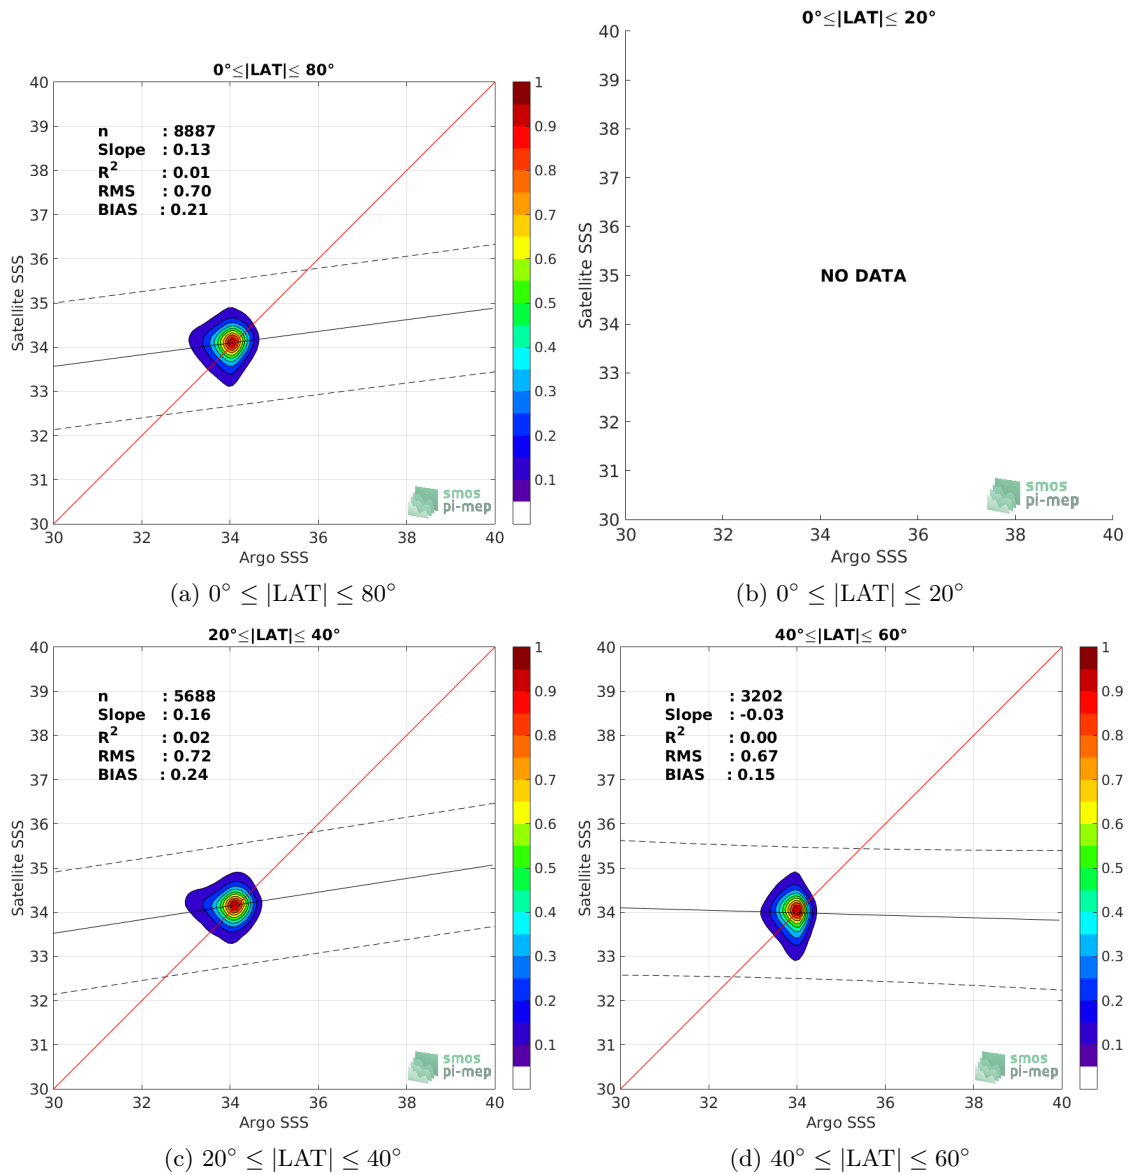 0°≤|LAT|≤ 80°
40
39
38
37
36
35
34
33
32
31
30
Satellite SSS
n : 8887
Slope : 0.13
R² : 0.01
RMS : 0.70
BIAS : 0.21
smos
pi-mep
30 32 34 36 38 40
Argo SSS
1
0.9
0.8
0.7
0.6
0.5
0.4
0.3
0.2
0.1
(a) 0° ≤ |LAT| ≤ 80°
0°≤|LAT|≤ 20°
40
39
38
37
36
35
34
33
32
31
30
Satellite SSS
NO DATA
smos
pi-mep
30 32 34 36 38 40
Argo SSS
(b) 0° ≤ |LAT| ≤ 20°
20°≤|LAT|≤ 40°
40
39
38
37
36
35
34
33
32
31
30
Satellite SSS
n : 5688
Slope : 0.16
R² : 0.02
RMS : 0.72
BIAS : 0.24
smos
pi-mep
30 32 34 36 38 40
Argo SSS
1
0.9
0.8
0.7
0.6
0.5
0.4
0.3
0.2
0.1
(c) 20° ≤ |LAT| ≤ 40°
40°≤|LAT|≤ 60°
40
39
38
37
36
35
34
33
32
31
30
Satellite SSS
n : 3202
Slope : -0.03
R² : 0.00
RMS : 0.67
BIAS : 0.15
smos
pi-mep
30 32 34 36 38 40
Argo SSS
1
0.9
0.8
0.7
0.6
0.5
0.4
0.3
0.2
0.1
(d) 40° ≤ |LAT| ≤ 60°